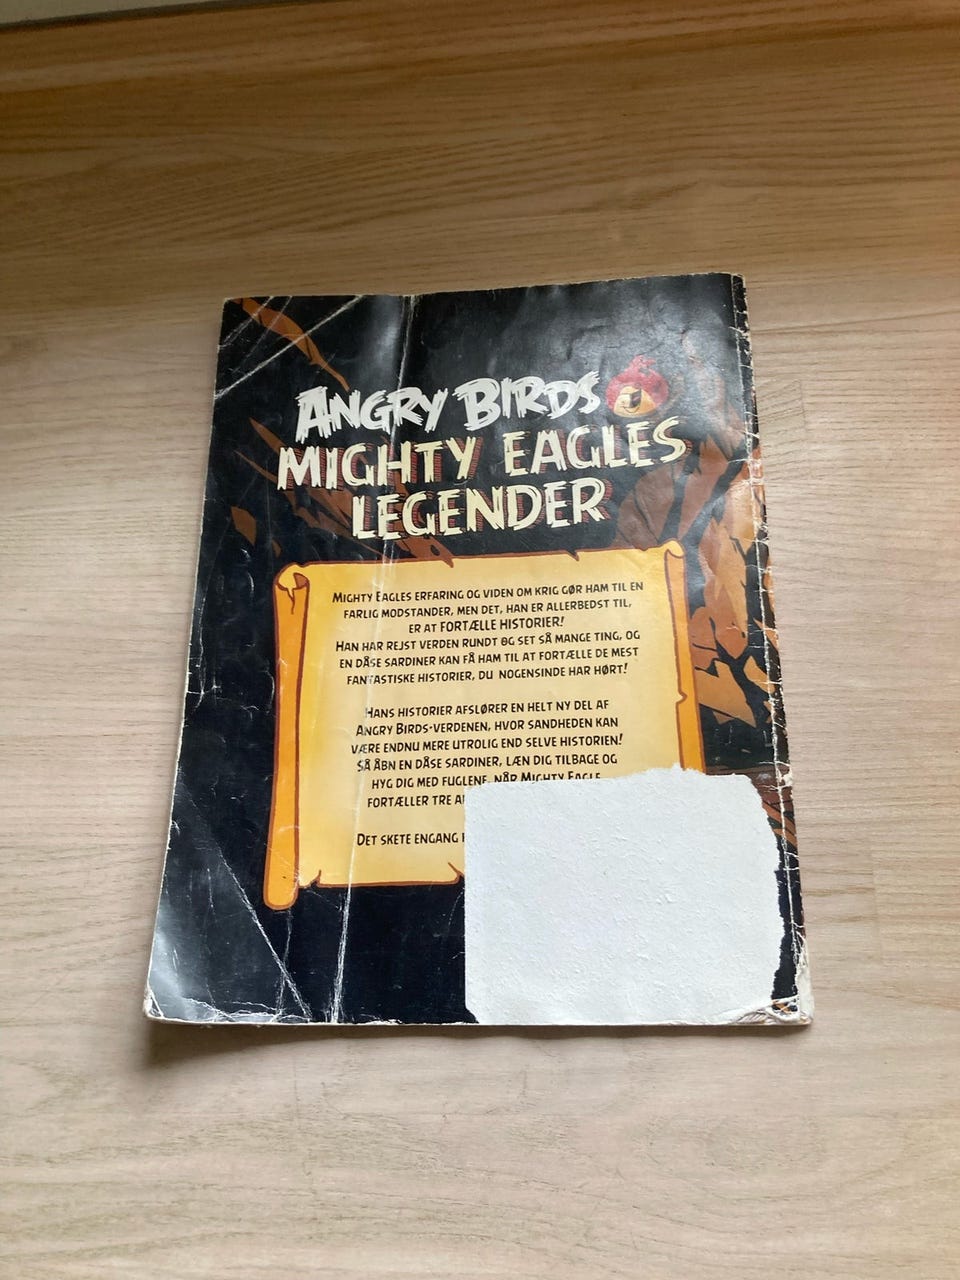 ANGRY BIRDS
MIGHTY EAGLES
LEGENDER
MIGHTY EAGLES ERFARING OG VIDEN OM KRIG GØR HAM TIL EN
FARLIG MODSTANDER, MEN DET, HAN ER ALLERBEDST TIL,
ER AT FORTÆLLE HISTORIER!
HAN HAR REJST VERDEN RUNDT OG SET SÅ MANGE TING, OG
EN DÅSE SARDINER KAN FÅ HAM TIL AT FORTÆLLE DE MEST
FANTASTISKE HISTORIER, DU NOGENSINDE HAR HØRT!
HANS HISTORIER AFSLØRER EN HELT NY DEL AF
ANGRY BIRDS-VERDENEN, HVOR SANDHEDEN KAN
VÆRE ENDNU MERE UTROLIG END SELVE HISTORIEN!
SÅ ÅBN EN DÅSE SARDINER, LÆN DIG TILBAGE OG
HYG DIG MED FUGLENE, NÅR MIGHTY EAGLE
FORTÆLLER TRE
DET SKETE ENGANG